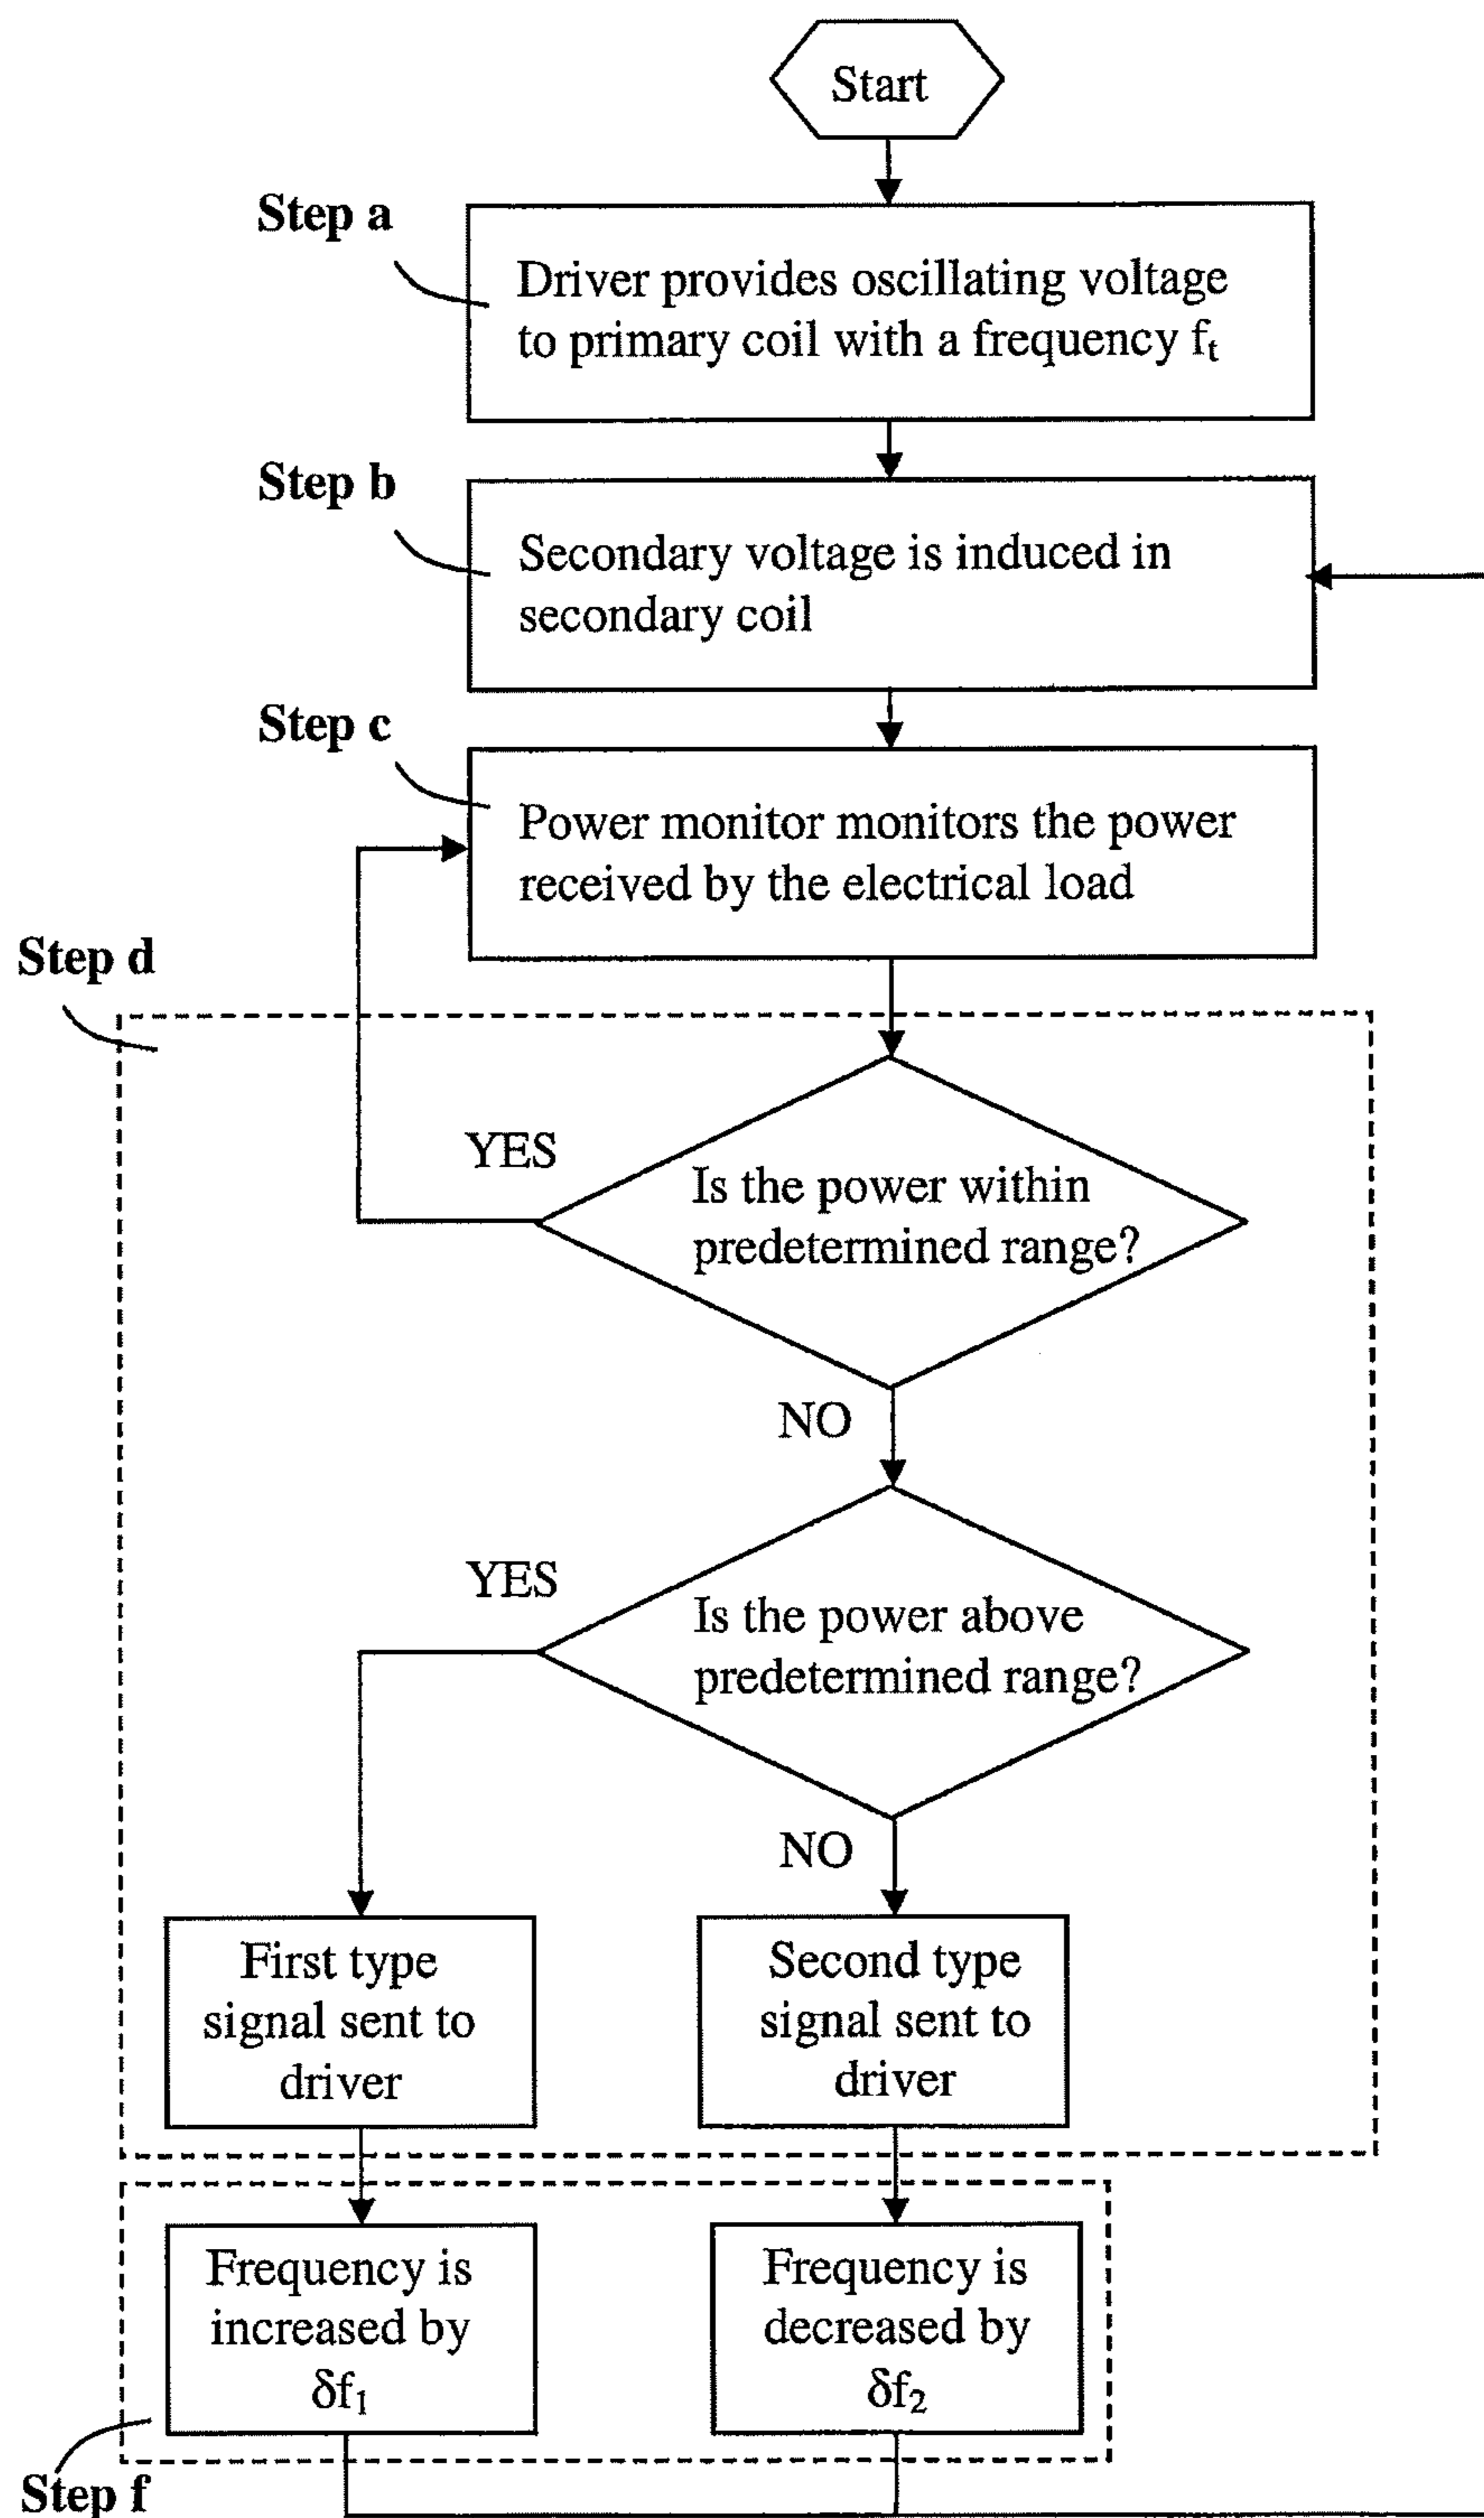 Start
Step a
Driver provides oscillating voltage
to primary coil with a frequency fₜ
Step b
Secondary voltage is induced in
secondary coil
Step c
Power monitor monitors the power
received by the electrical load
Step d
YES
Is the power within
predetermined range?
NO
YES
Is the power above
predetermined range?
NO
First type
signal sent to
driver
Second type
signal sent to
driver
Frequency is
increased by
δf₁
Frequency is
decreased by
δf₂
Step f